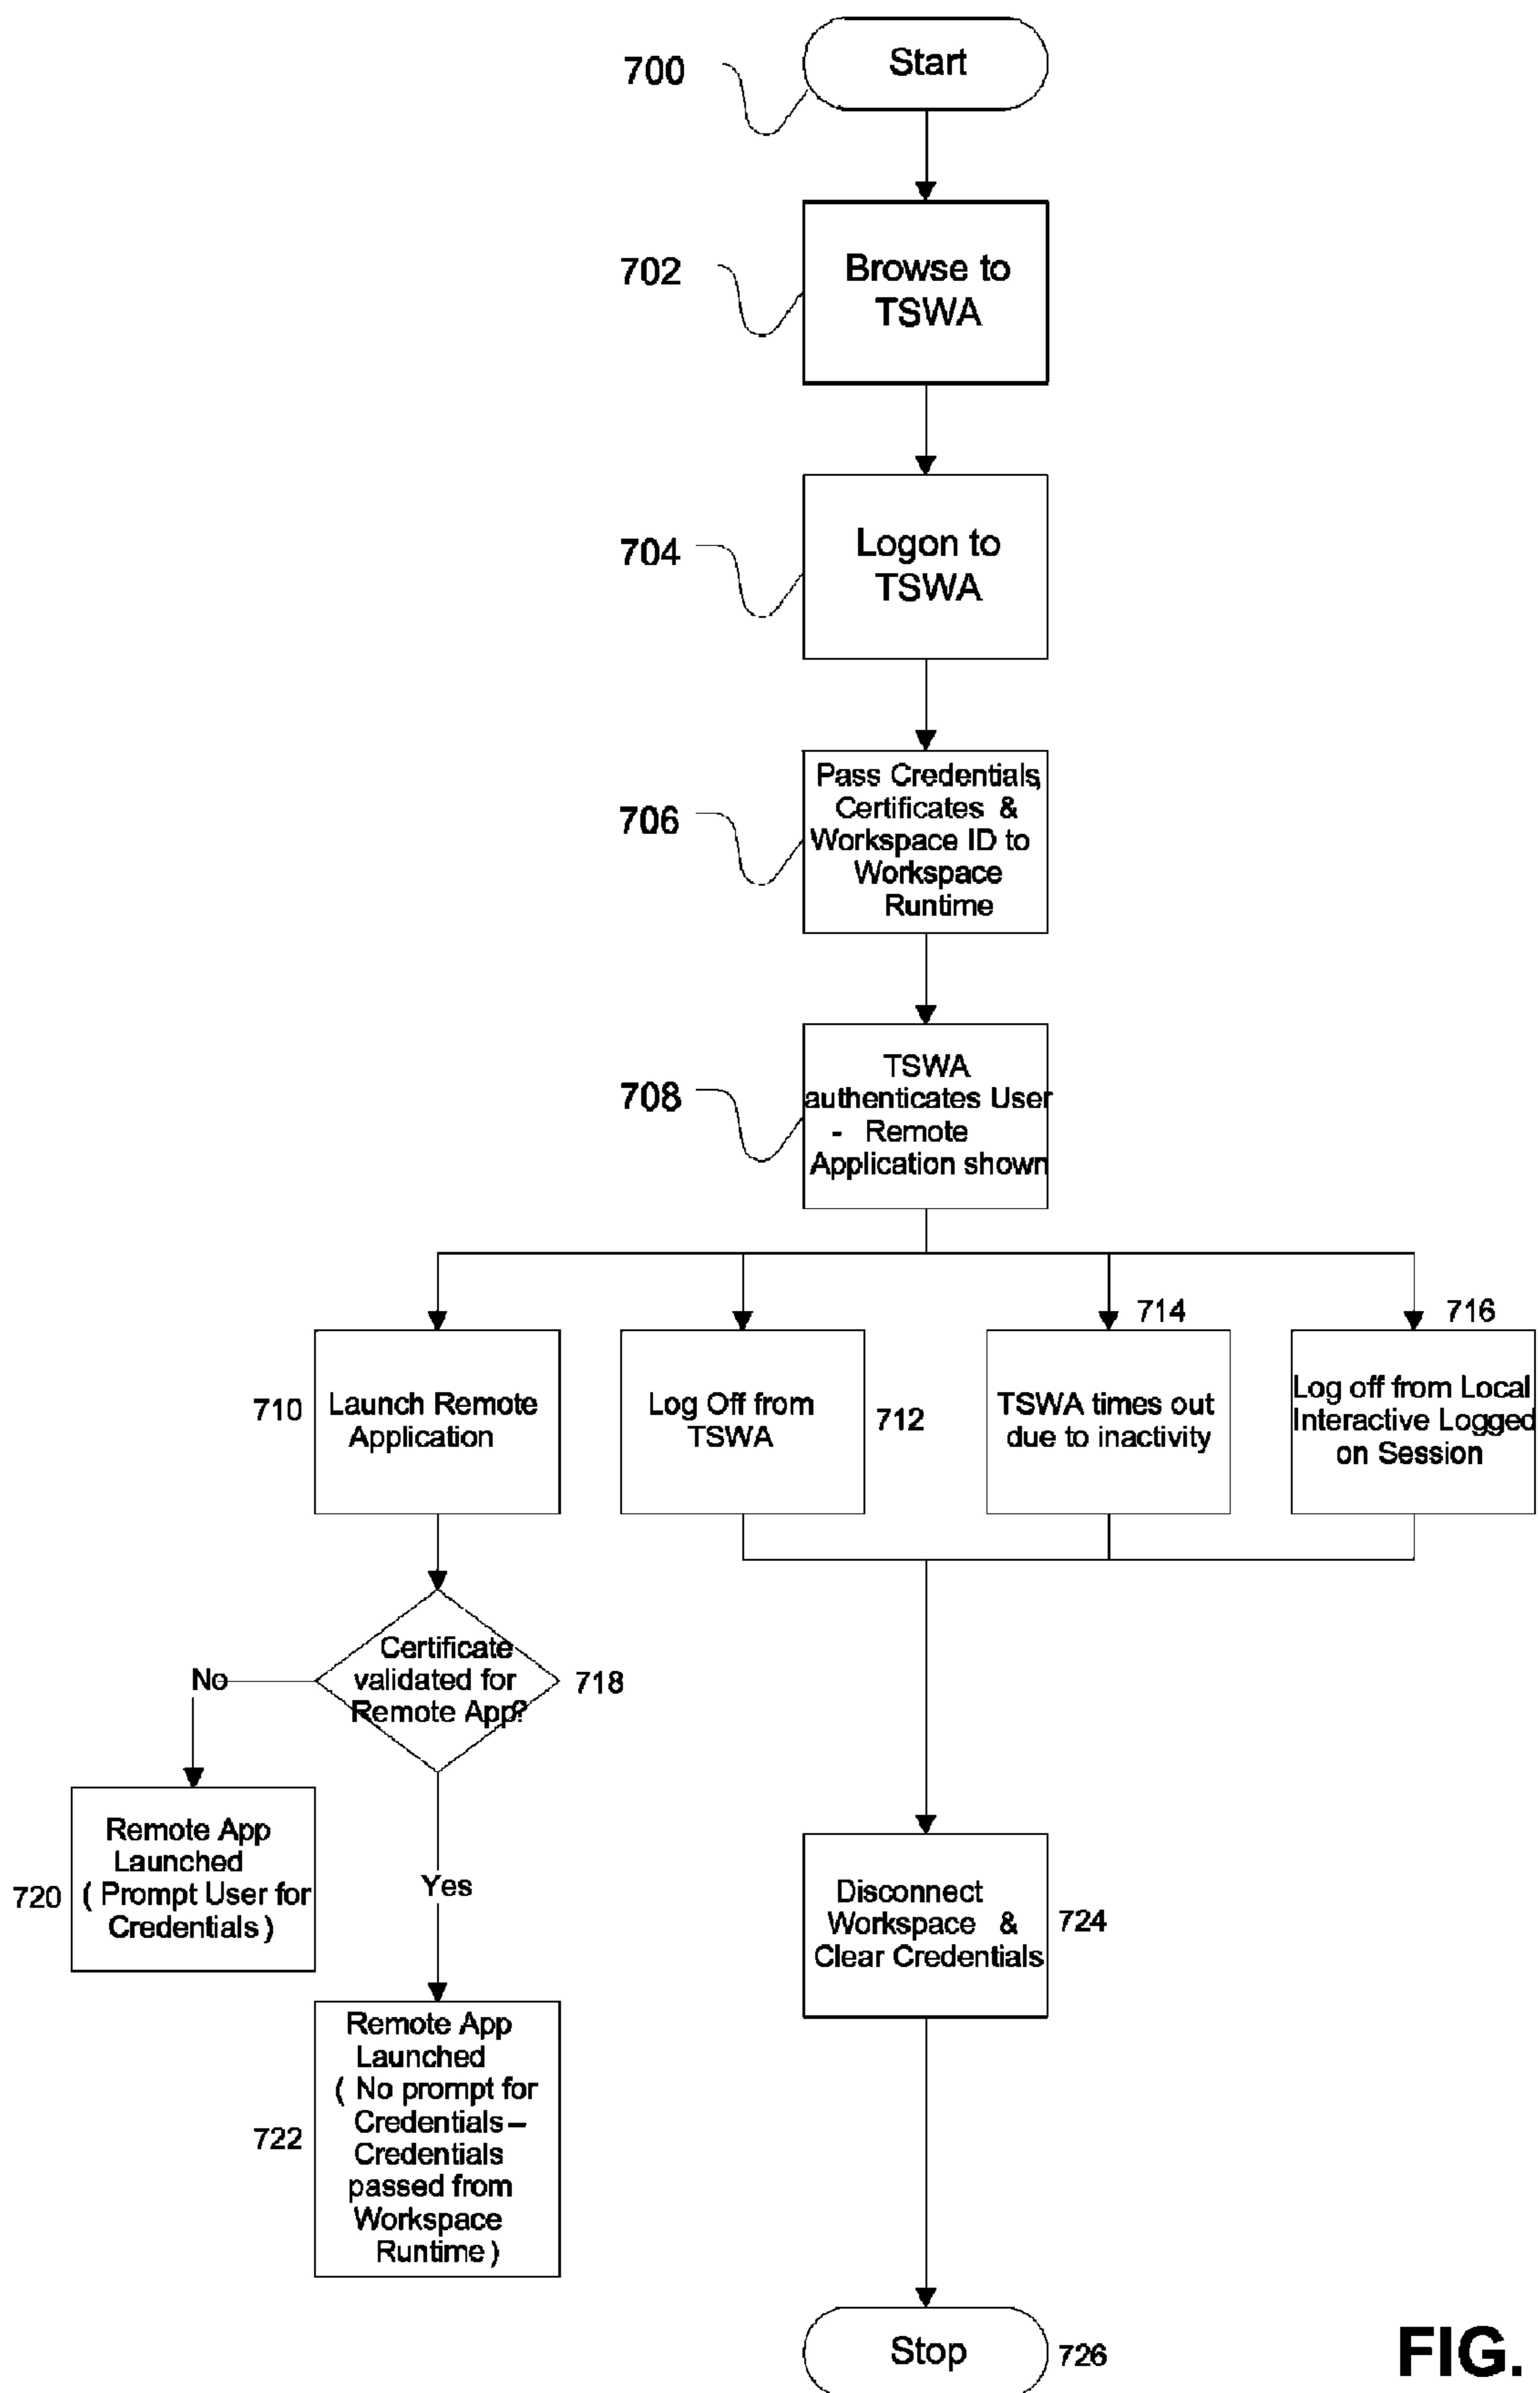 700
Start
702
Browse to
TSWA
704
Logon to
TSWA
706
Pass Credentials,
Certificates &
Workspace ID to
Workspace
Runtime
708
TSWA
authenticates User
- Remote
Application shown
710
Launch Remote
Application
Log Off from
TSWA
712
714
TSWA times out
due to inactivity
716
Log off from Local
Interactive Logged
on Session
Certificate
validated for
Remote App?
718
No
Yes
720
Remote App
Launched
( Prompt User for
Credentials )
722
Remote App
Launched
( No prompt for
Credentials –
Credentials
passed from
Workspace
Runtime )
Disconnect
Workspace &
Clear Credentials
724
Stop
726
FIG.